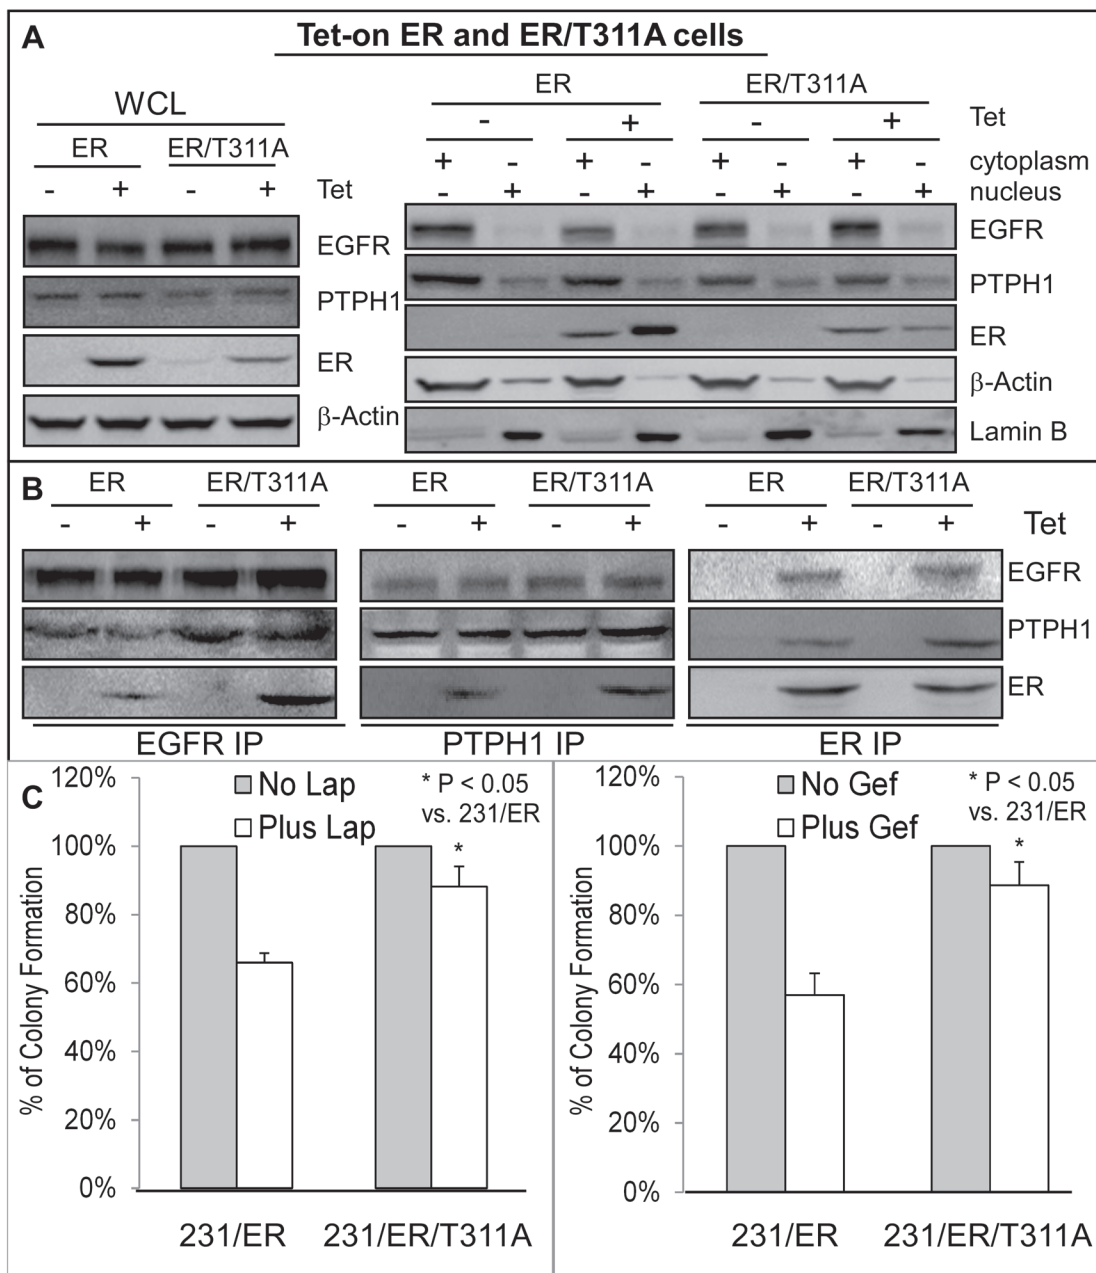 A
Tet-on ER and ER/T311A cells
WCL
ER ER/T311A
- + - + Tet
EGFR
PTPH1
ER
β-Actin
ER ER/T311A
- + - + Tet
+ - + - + - + - cytoplasm
- + - + - + - + nucleus
EGFR
PTPH1
ER
β-Actin
Lamin B
B
ER ER/T311A ER ER/T311A ER ER/T311A
- + - + - + - + - + - + Tet
EGFR
PTPH1
ER
EGFR IP PTPH1 IP ER IP
C
% of Colony Formation
120%
100%
80%
60%
40%
20%
0%
No Lap
Plus Lap
* P < 0.05
vs. 231/ER
*
231/ER 231/ER/T311A
% of Colony Formation
120%
100%
80%
60%
40%
20%
0%
No Gef
Plus Gef
* P < 0.05
vs. 231/ER
*
231/ER 231/ER/T311A